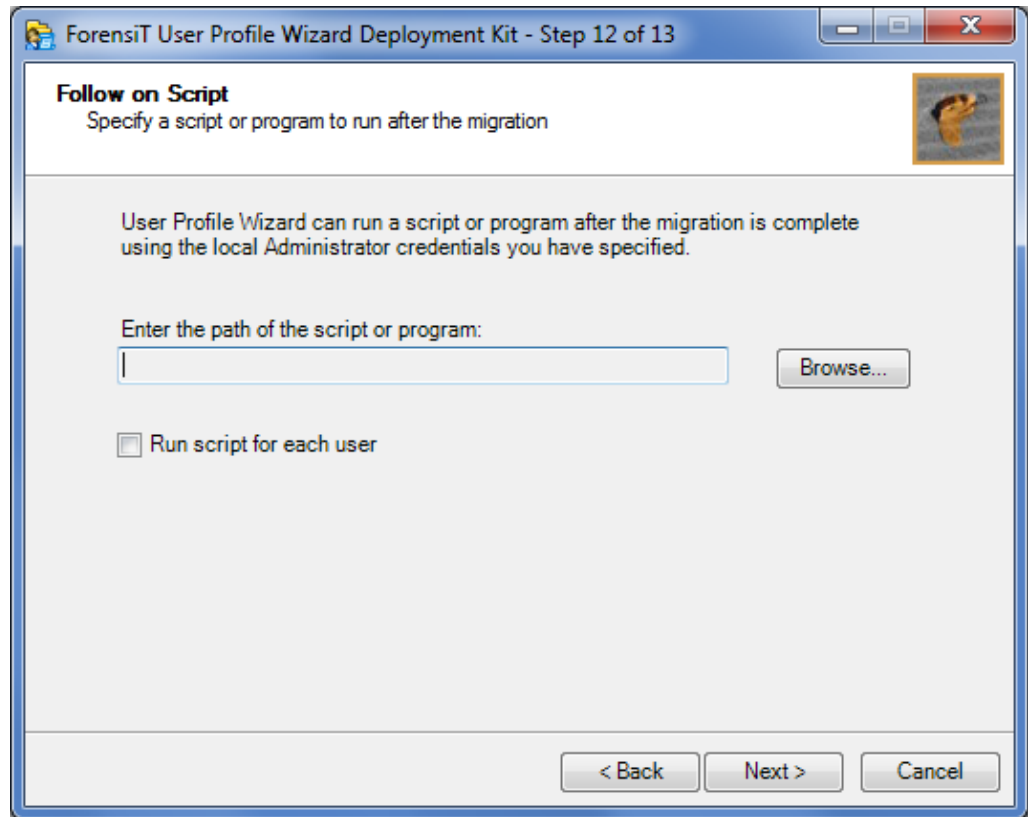 ForensiT User Profile Wizard Deployment Kit - Step 12 of 13
Follow on Script
Specify a script or program to run after the migration
User Profile Wizard can run a script or program after the migration is complete
using the local Administrator credentials you have specified.
Enter the path of the script or program:
Browse...
Run script for each user
< Back
Next >
Cancel